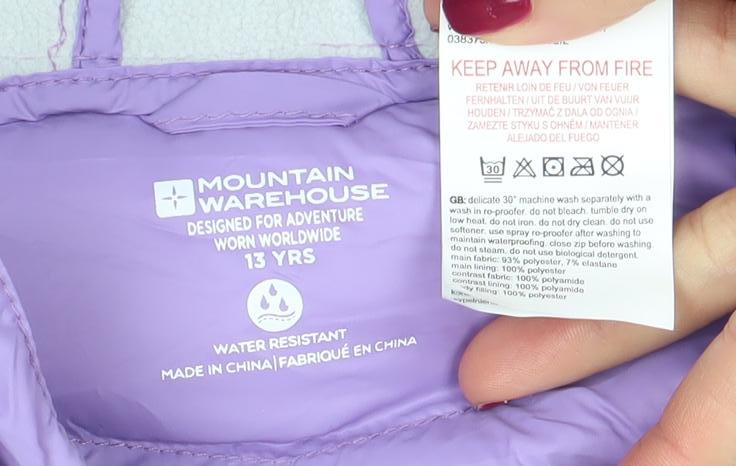 MOUNTAIN
WAREHOUSE
DESIGNED FOR ADVENTURE
WORN WORLDWIDE
13 YRS
WATER RESISTANT
MADE IN CHINA|FABRIQUÉ EN CHINA
KEEP AWAY FROM FIRE
RETENIR LOIN DE FEU / VON FEUER
FERNHALTEN / UIT DE BUURT VAN VUUR
HOUDEN / TRZYMAĆ Z DALA OD OGNIA /
ZAMEZTE STYKU S OHNĚM / MANTENER
ALEJADO DEL FUEGO
30
GB: delicate 30° machine wash separately with a
wash in re-proofer. do not bleach. tumble dry on
low heat. do not iron. do not dry clean. do not use
softener. use spray re-proofer after washing to
maintain waterproofing. close zip before washing.
do not steam. do not use biological detergent.
main fabric: 93% polyester, 7% elastane
main lining: 100% polyester
contrast fabric: 100% polyamide
contrast lining: 100% polyamide
filling: 100% polyester